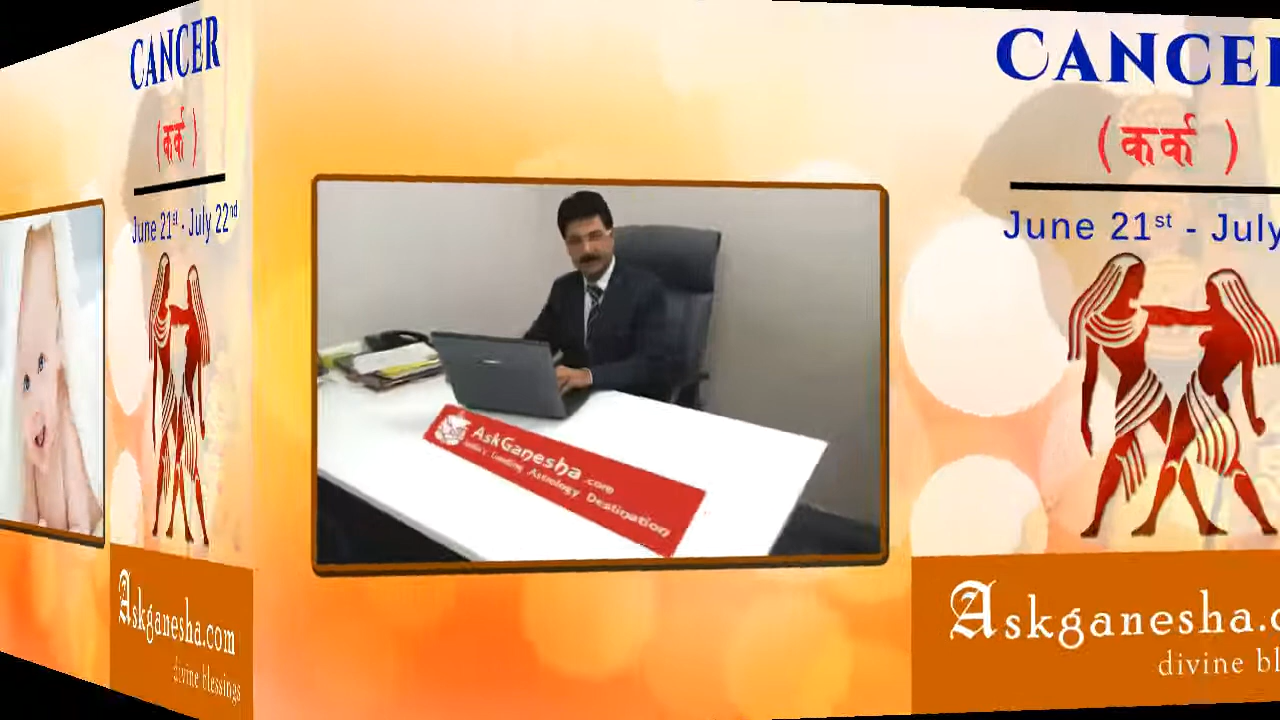 CANCER
(कर्क )
June 21st - July 22nd
Askganesha.com
divine blessings
AskGanesha.com
India's Leading Astrology Destination
CANCE
(कर्क )
June 21st - July
Askganesha.c
divine bl